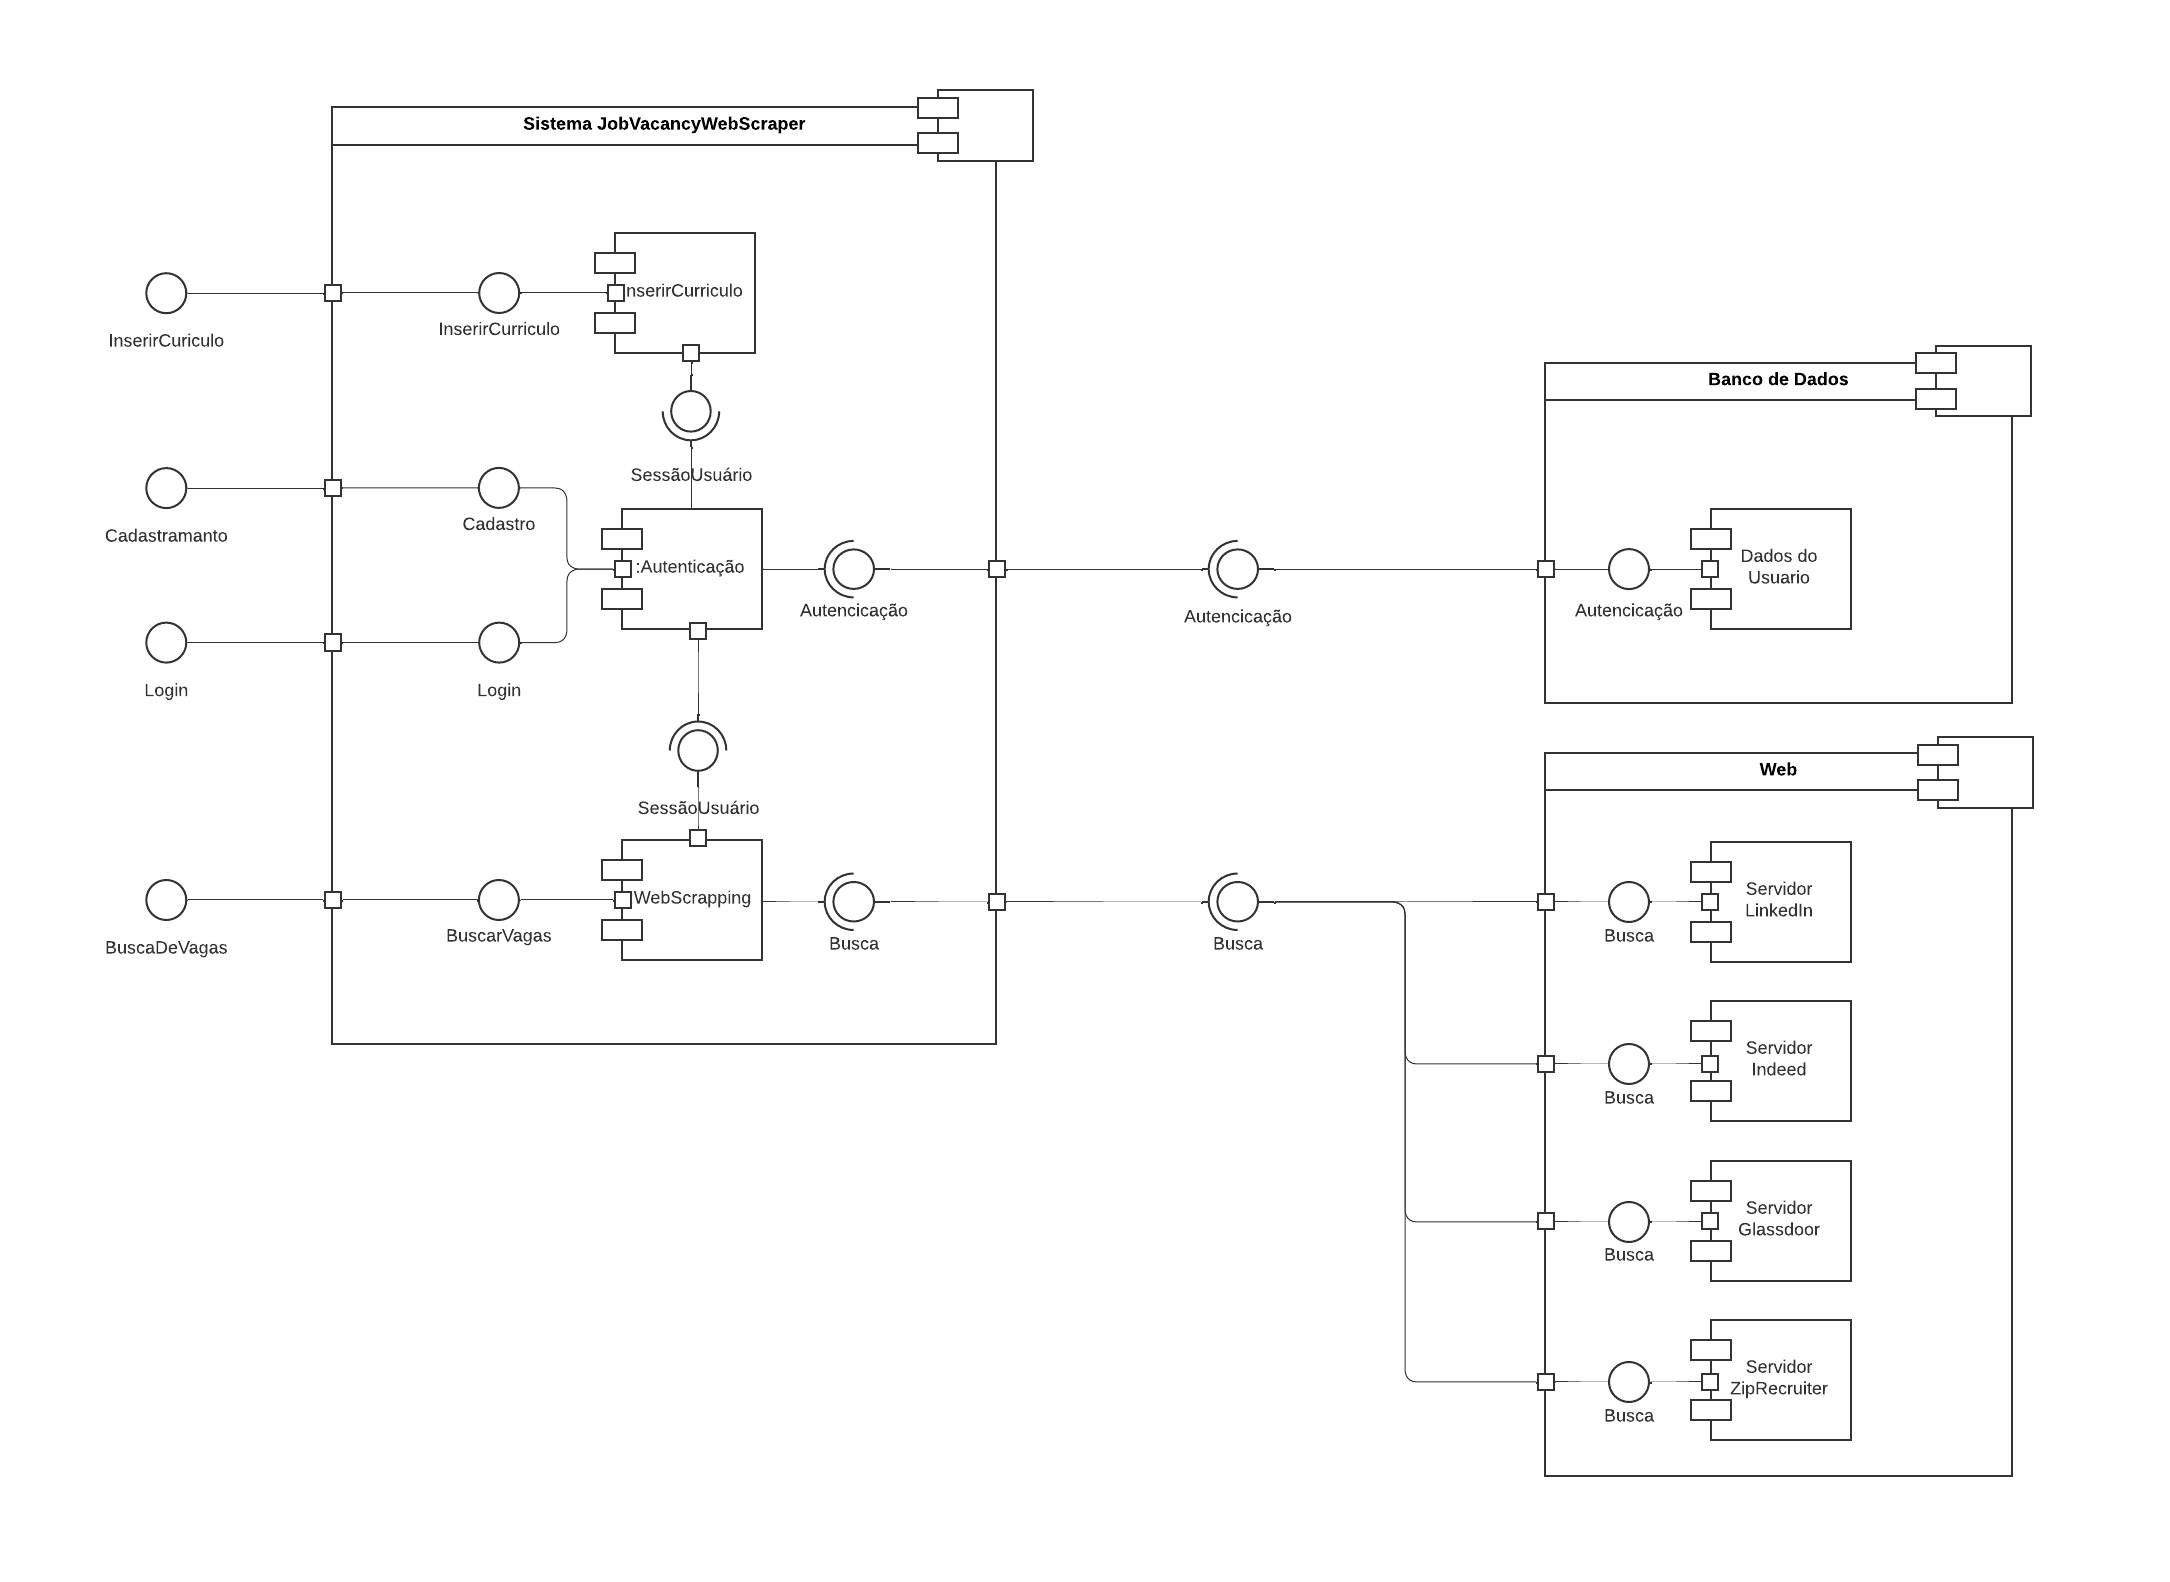 Sistema JobVacancyWebScraper
nserirCurriculo
InserirCurriculo
InserirCuriculo
SessãoUsuário
Cadastro
Cadastramanto
:Autenticação
Autencicação
Login
Login
SessãoUsuário
WebScrapping
BuscarVagas
BuscaDeVagas
Busca
Autencicação
Busca
Banco de Dados
Dados do
Usuario
Autencicação
Web
Servidor
LinkedIn
Busca
Servidor
Indeed
Busca
Servidor
Glassdoor
Busca
Servidor
ZipRecruiter
Busca